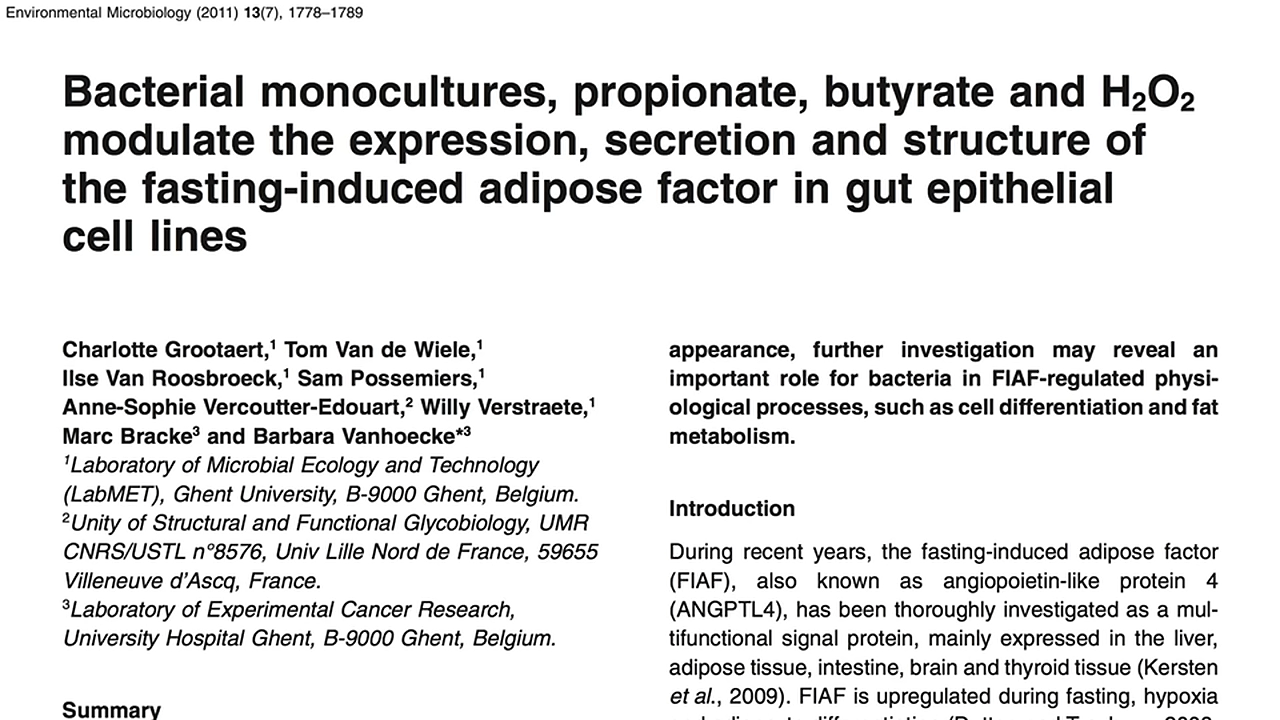 Environmental Microbiology (2011) 13(7), 1778–1789
Bacterial monocultures, propionate, butyrate and H₂O₂
modulate the expression, secretion and structure of
the fasting-induced adipose factor in gut epithelial
cell lines
Charlotte Grootaert,¹ Tom Van de Wiele,¹
Ilse Van Roosbroeck,¹ Sam Possemiers,¹
Anne-Sophie Vercoutter-Edouart,² Willy Verstraete,¹
Marc Bracke³ and Barbara Vanhoecke*³
¹Laboratory of Microbial Ecology and Technology
(LabMET), Ghent University, B-9000 Ghent, Belgium.
²Unity of Structural and Functional Glycobiology, UMR
CNRS/USTL n°8576, Univ Lille Nord de France, 59655
Villeneuve d'Ascq, France.
³Laboratory of Experimental Cancer Research,
University Hospital Ghent, B-9000 Ghent, Belgium.
Summary
appearance, further investigation may reveal an
important role for bacteria in FIAF-regulated physi-
ological processes, such as cell differentiation and fat
metabolism.
Introduction
During recent years, the fasting-induced adipose factor
(FIAF), also known as angiopoietin-like protein 4
(ANGPTL4), has been thoroughly investigated as a mul-
tifunctional signal protein, mainly expressed in the liver,
adipose tissue, intestine, brain and thyroid tissue (Kersten
et al., 2009). FIAF is upregulated during fasting, hypoxia